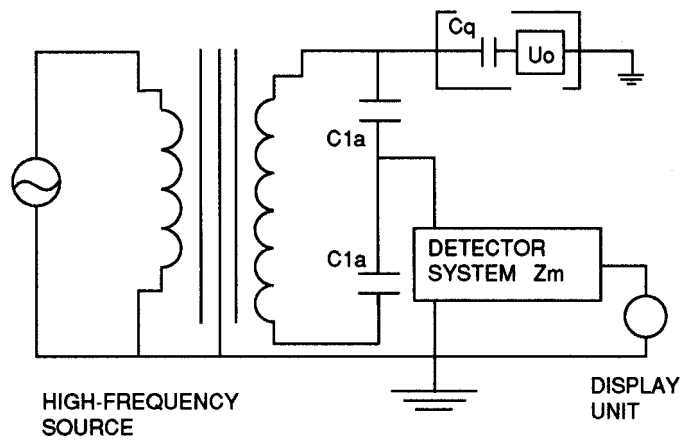 Cq
Uo
C1a
C1a
DETECTOR
SYSTEM Zm
HIGH-FREQUENCY
SOURCE
DISPLAY
UNIT